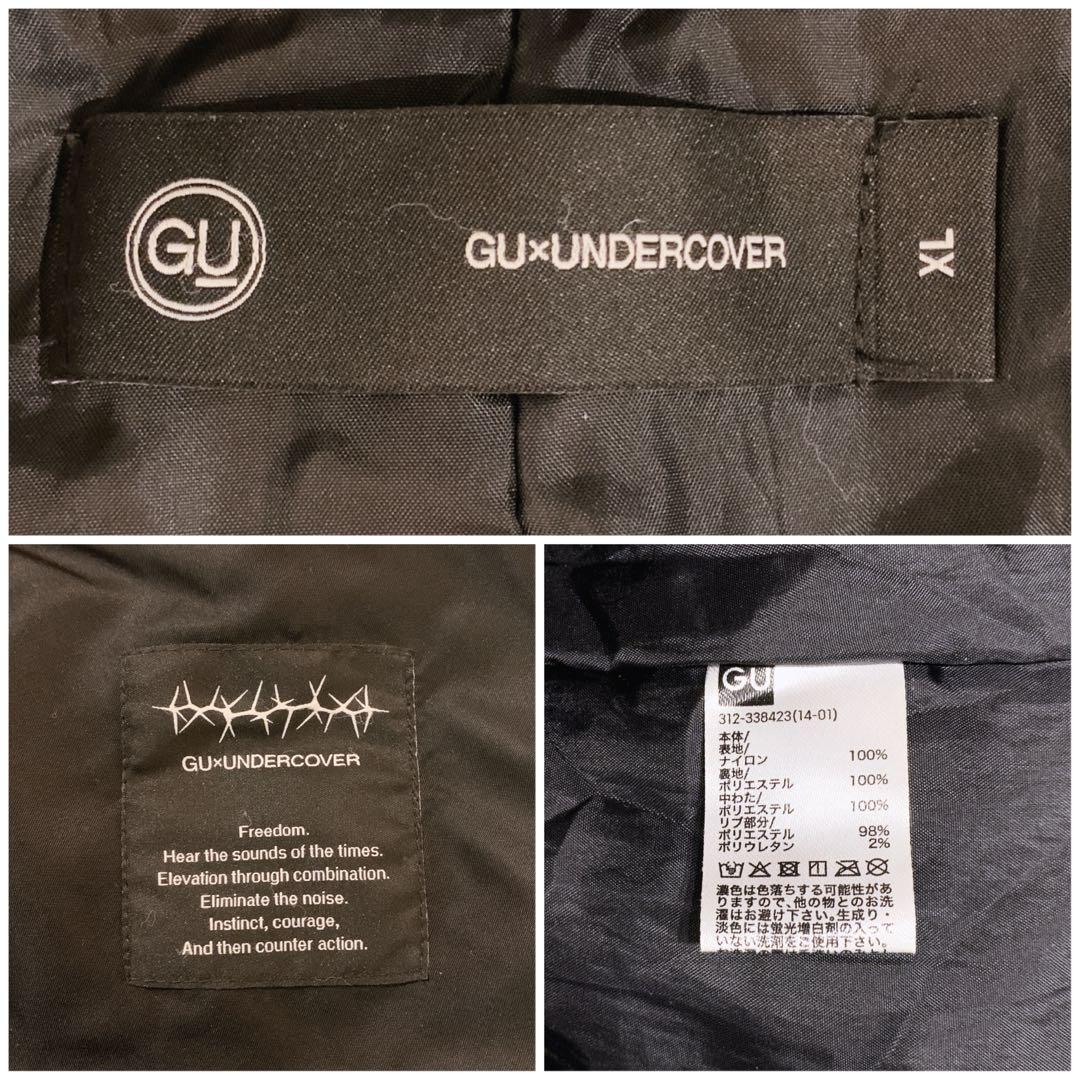 GU
GU×UNDERCOVER
XL
GU×UNDERCOVER
Freedom.
Hear the sounds of the times.
Elevation through combination.
Eliminate the noise.
Instinct, courage,
And then counter action.
GU
312-338423(14-01)
本体/
表地/
ナイロン 100%
裏地/
ポリエステル 100%
中わた/
ポリエステル 100%
リブ部分/
ポリエステル 98%
ポリウレタン 2%
濃色は色落ちする可能性があ
りますので、他の物とのお洗
濯はお避け下さい。生成り・
淡色には蛍光増白剤の入って
いない洗剤をご使用下さい。